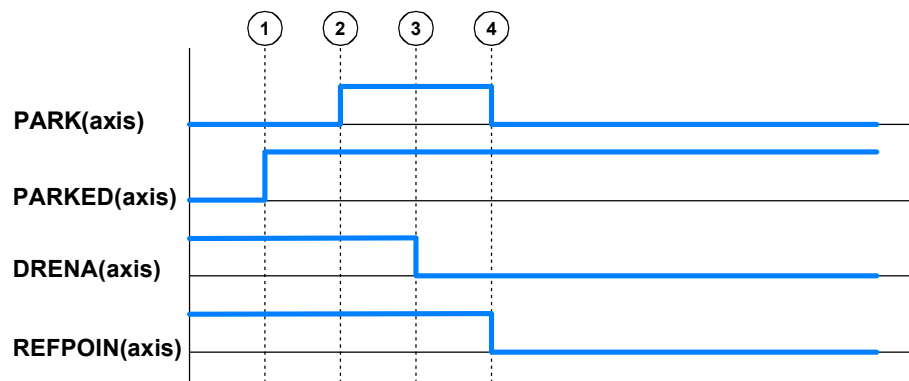 1 2 3 4
PARK(axis)
PARKED(axis)
DRENA(axis)
REFPOIN(axis)